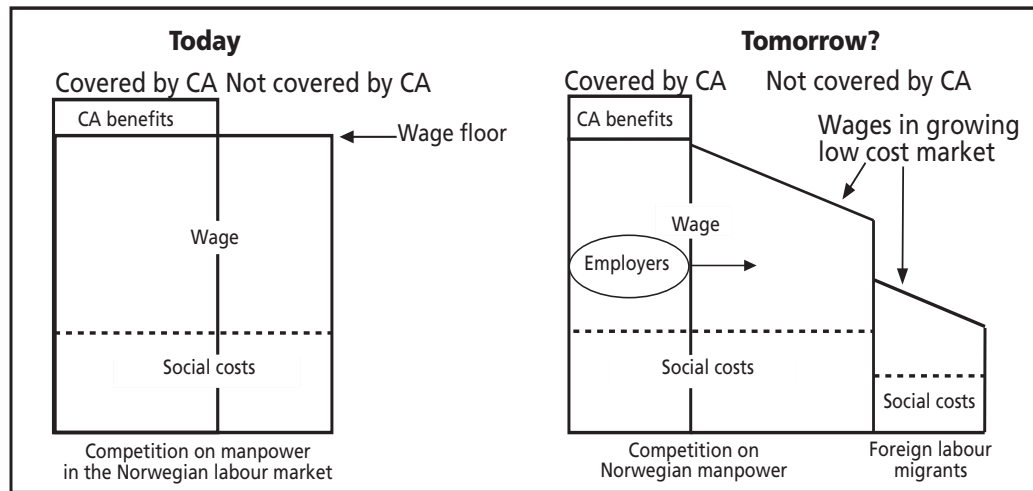 Today
Covered by CA Not covered by CA
CA benefits
Wage floor
Wage
Social costs
Competition on manpower
in the Norwegian labour market
Tomorrow?
Covered by CA
Not covered by CA
CA benefits
Wages in growing
low cost market
Wage
Employers
Social costs
Social costs
Competition on
Norwegian manpower
Foreign labour
migrants